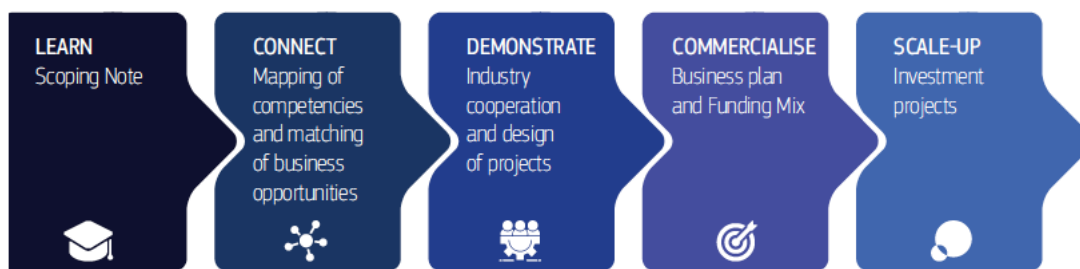 LEARN
Scoping Note
CONNECT
Mapping of
competencies
and matching
of business
opportunities
DEMONSTRATE
Industry
cooperation
and design
of projects
COMMERCIALISE
Business plan
and Funding Mix
SCALE-UP
Investment
projects